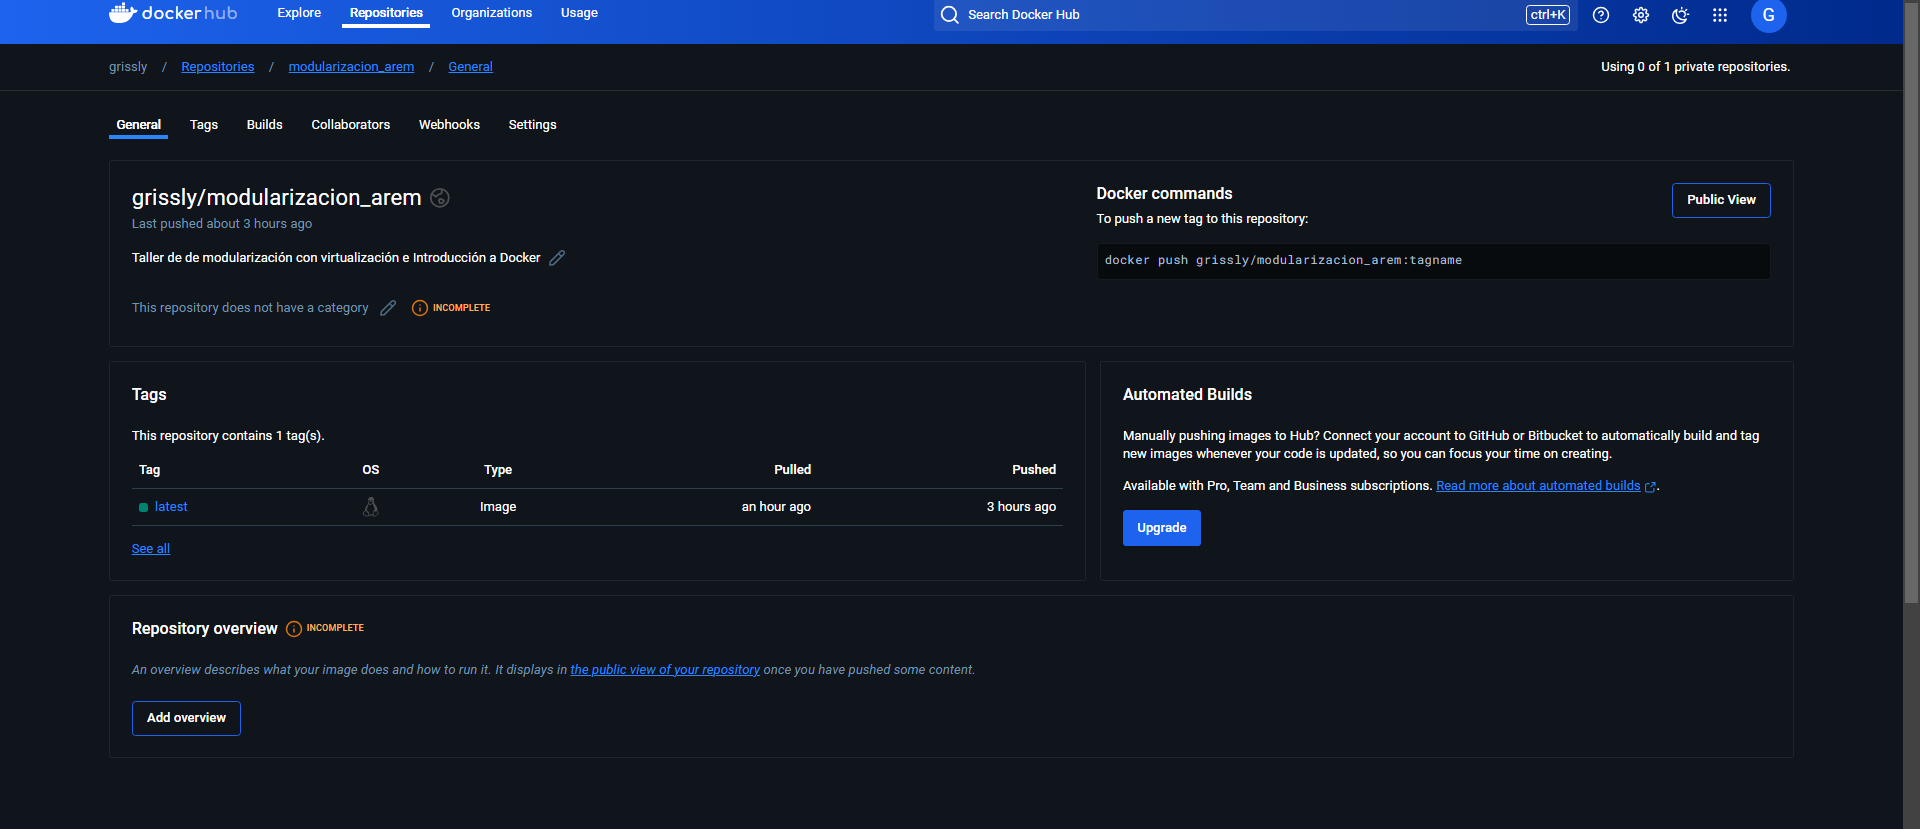 dockerhub Explore Repositories Organizations Usage Search Docker Hub ctrl+K G
grissly / Repositories / modularizacion_arem / General Using 0 of 1 private repositories.
General Tags Builds Collaborators Webhooks Settings
grissly/modularizacion_arem
Last pushed about 3 hours ago
Taller de de modularización con virtualización e Introducción a Docker
This repository does not have a category INCOMPLETE
Docker commands
To push a new tag to this repository:
Public View
docker push grissly/modularizacion_arem:tagname
Tags
This repository contains 1 tag(s).
Tag OS Type Pulled Pushed
latest Image an hour ago 3 hours ago
See all
Automated Builds
Manually pushing images to Hub? Connect your account to GitHub or Bitbucket to automatically build and tag
new images whenever your code is updated, so you can focus your time on creating.
Available with Pro, Team and Business subscriptions. Read more about automated builds.
Upgrade
Repository overview INCOMPLETE
An overview describes what your image does and how to run it. It displays in the public view of your repository once you have pushed some content.
Add overview